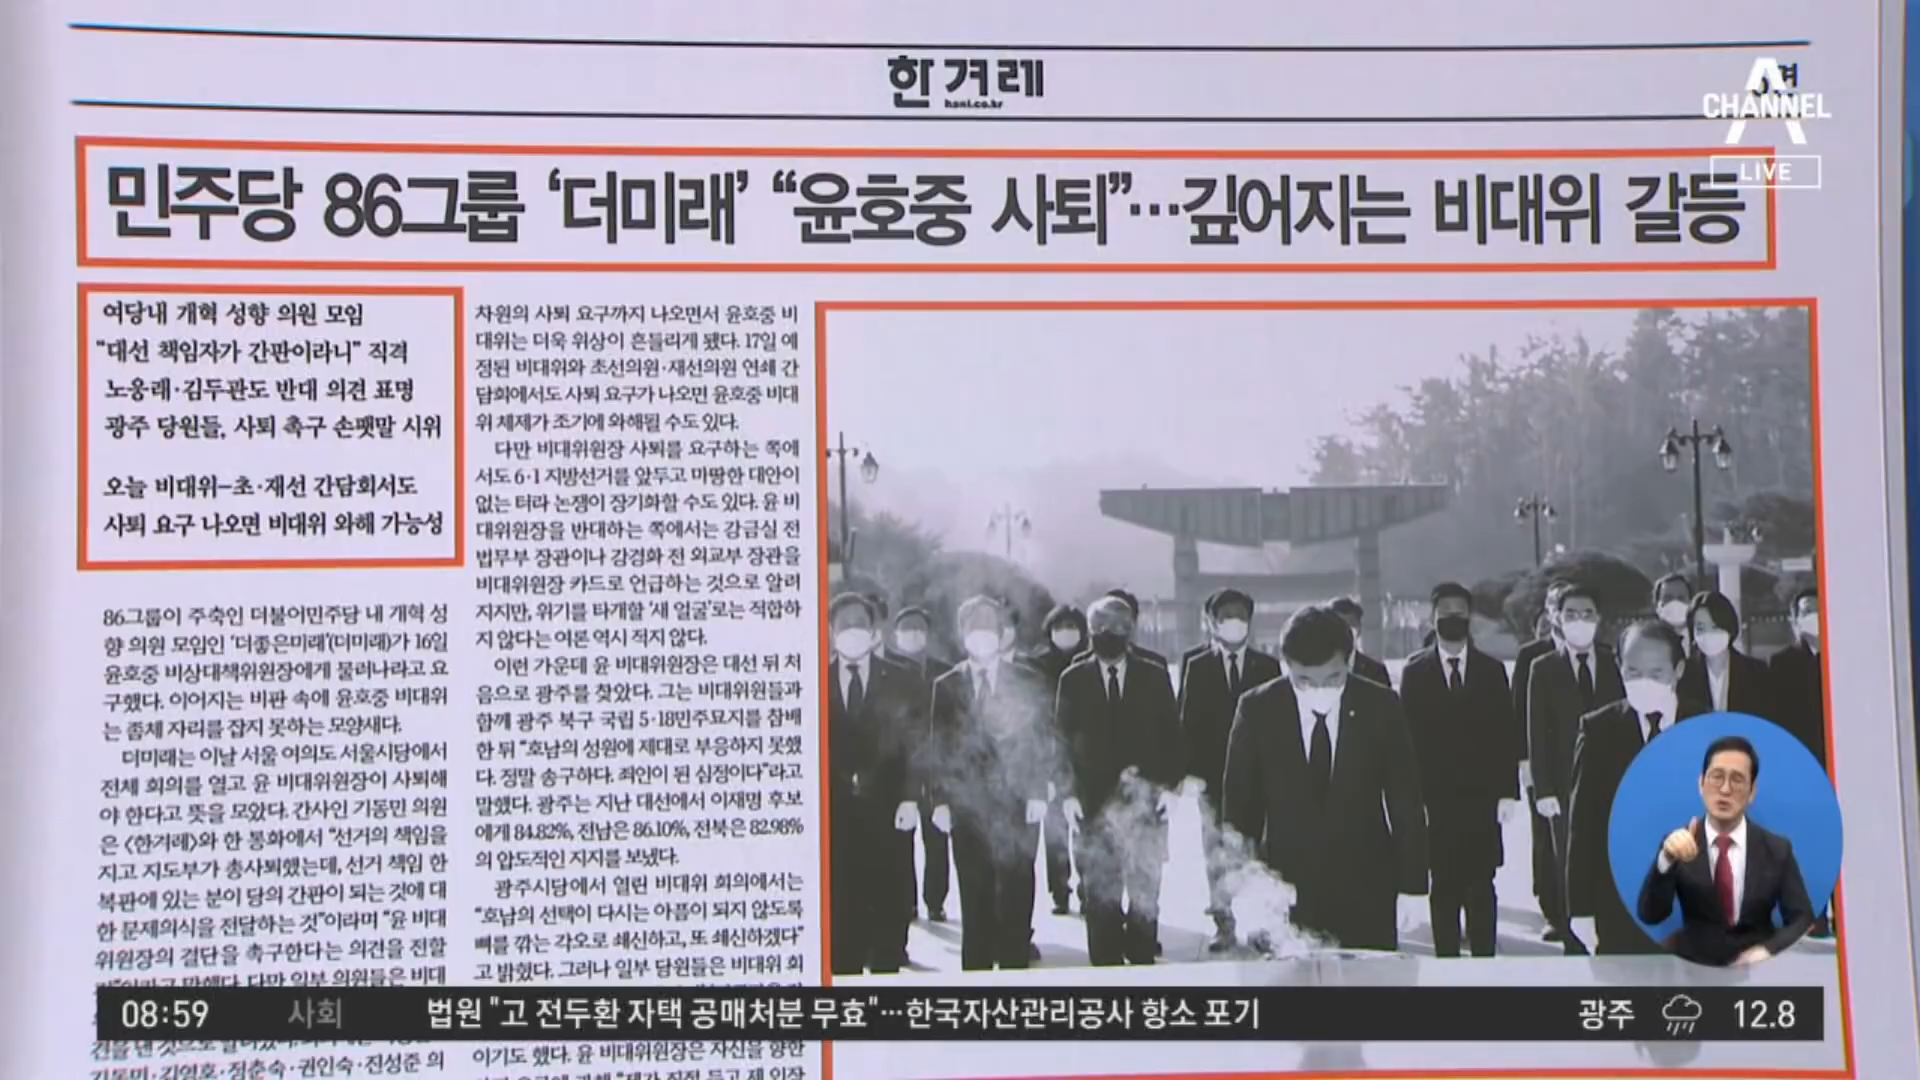 한겨레
hani.co.kr
CHANNEL A
LIVE
민주당 86그룹 ‘더미래’ “윤호중 사퇴”…깊어지는 비대위 갈등
여당내 개혁 성향 의원 모임
“대선 책임자가 간판이라니” 직격
노웅래·김두관도 반대 의견 표명
광주 당원들, 사퇴 촉구 손팻말 시위
오늘 비대위-초·재선 간담회서도
사퇴 요구 나오면 비대위 와해 가능성
86그룹이 주축인 더불어민주당 내 개혁 성
향 의원 모임인 ‘더좋은미래’(더미래)가 16일
윤호중 비상대책위원장에게 물러나라고 요
구했다. 이어지는 비판 속에 윤호중 비대위
는 좀체 자리를 잡지 못하는 모양새다.
더미래는 이날 서울 여의도 서울시당에서
전체 회의를 열고 윤 비대위원장이 사퇴해
야 한다고 뜻을 모았다. 간사인 기동민 의원
은 <한겨레>와 한 통화에서 “선거의 책임을
지고 지도부가 총사퇴했는데, 선거 책임 한
복판에 있는 분이 당의 간판이 되는 것에 대
한 문제의식을 전달하는 것”이라며 “윤 비대
위원장의 결단을 촉구한다는 의견을 전할
말했다. 다만 일부 의원들은 비대
기동민·김영호·정춘숙·권인숙·진성준 의
차원의 사퇴 요구까지 나오면서 윤호중 비
대위는 더욱 위상이 흔들리게 됐다. 17일 예
정된 비대위와 초선의원·재선의원 연쇄 간
담회에서도 사퇴 요구가 나오면 윤호중 비대
위 체제가 조기에 와해될 수도 있다.
다만 비대위원장 사퇴를 요구하는 쪽에
서도 6·1 지방선거를 앞두고 마땅한 대안이
없는 터라 논쟁이 장기화할 수도 있다. 윤 비
대위원장을 반대하는 쪽에서는 강금실 전
법무부 장관이나 강경화 전 외교부 장관을
비대위원장 카드로 언급하는 것으로 알려
지지만, 위기를 타개할 ‘새 얼굴’로는 적합하
지 않다는 여론 역시 적지 않다.
이런 가운데 윤 비대위원장은 대선 뒤 처
음으로 광주를 찾았다. 그는 비대위원들과
함께 광주 북구 국립 5·18민주묘지를 참배
한 뒤 “호남의 성원에 제대로 부응하지 못했
다. 정말 송구하다. 죄인이 된 심정이다”라고
말했다. 광주는 지난 대선에서 이재명 후보
에게 84.82%, 전남은 86.10%, 전북은 82.98%
의 압도적인 지지를 보냈다.
광주시당에서 열린 비대위 회의에서는
“호남의 선택이 다시는 아픔이 되지 않도록
뼈를 깎는 각오로 쇄신하고, 또 쇄신하겠다”
고 밝혔다. 그러나 일부 당원들은 비대위 회
이기도 했다. 윤 비대위원장은 자신을 향한
08:59 사회 법원 "고 전두환 자택 공매처분 무효"…한국자산관리공사 항소 포기 광주 12.8